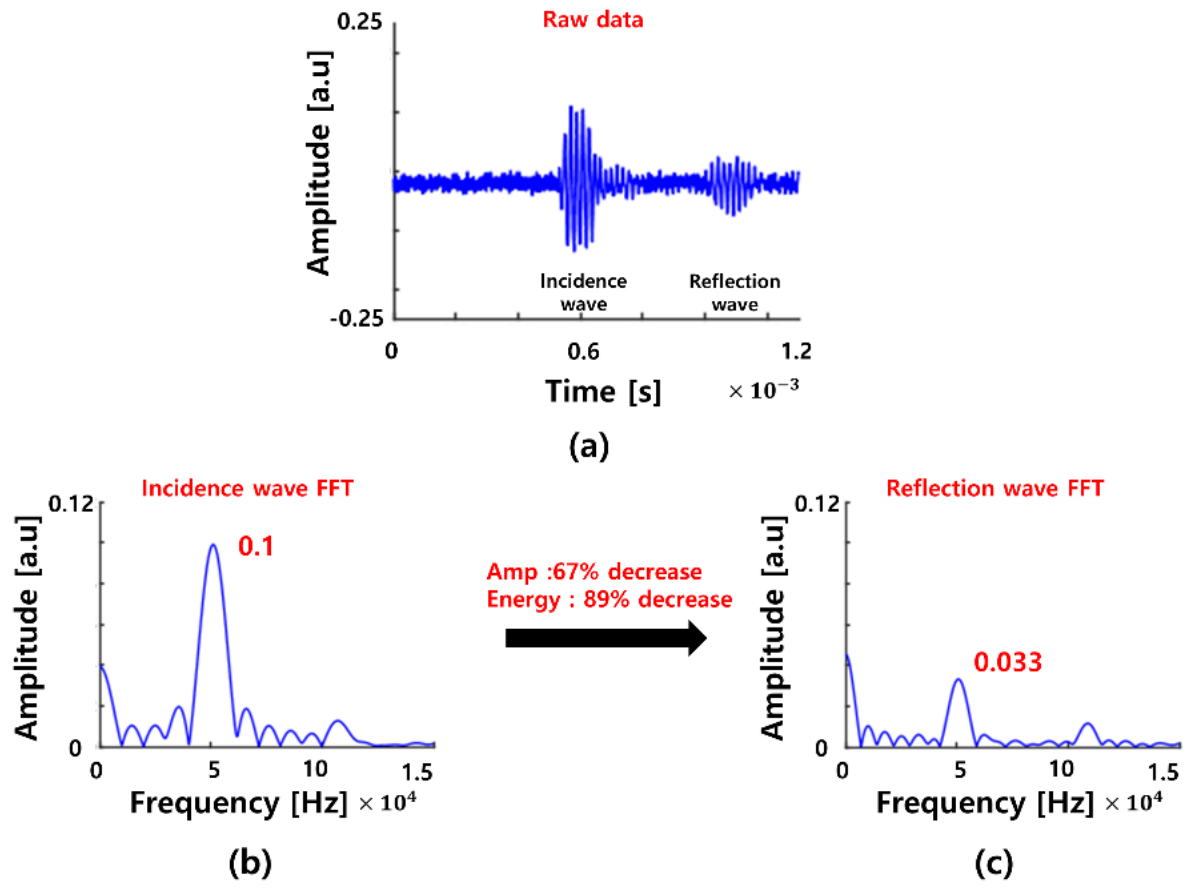 Raw data
0.25
Amplitude [a.u]
-0.25
Incidence
wave
Reflection
wave
0 0.6 1.2
Time [s] × 10⁻³
(a)
Incidence wave FFT
0.12
Amplitude [a.u]
0.1
0
0 5 10 1.5
Frequency [Hz] × 10⁴
(b)
Amp :67% decrease
Energy : 89% decrease
Reflection wave FFT
0.12
Amplitude [a.u]
0.033
0
0 5 10 1.5
Frequency [Hz] × 10⁴
(c)